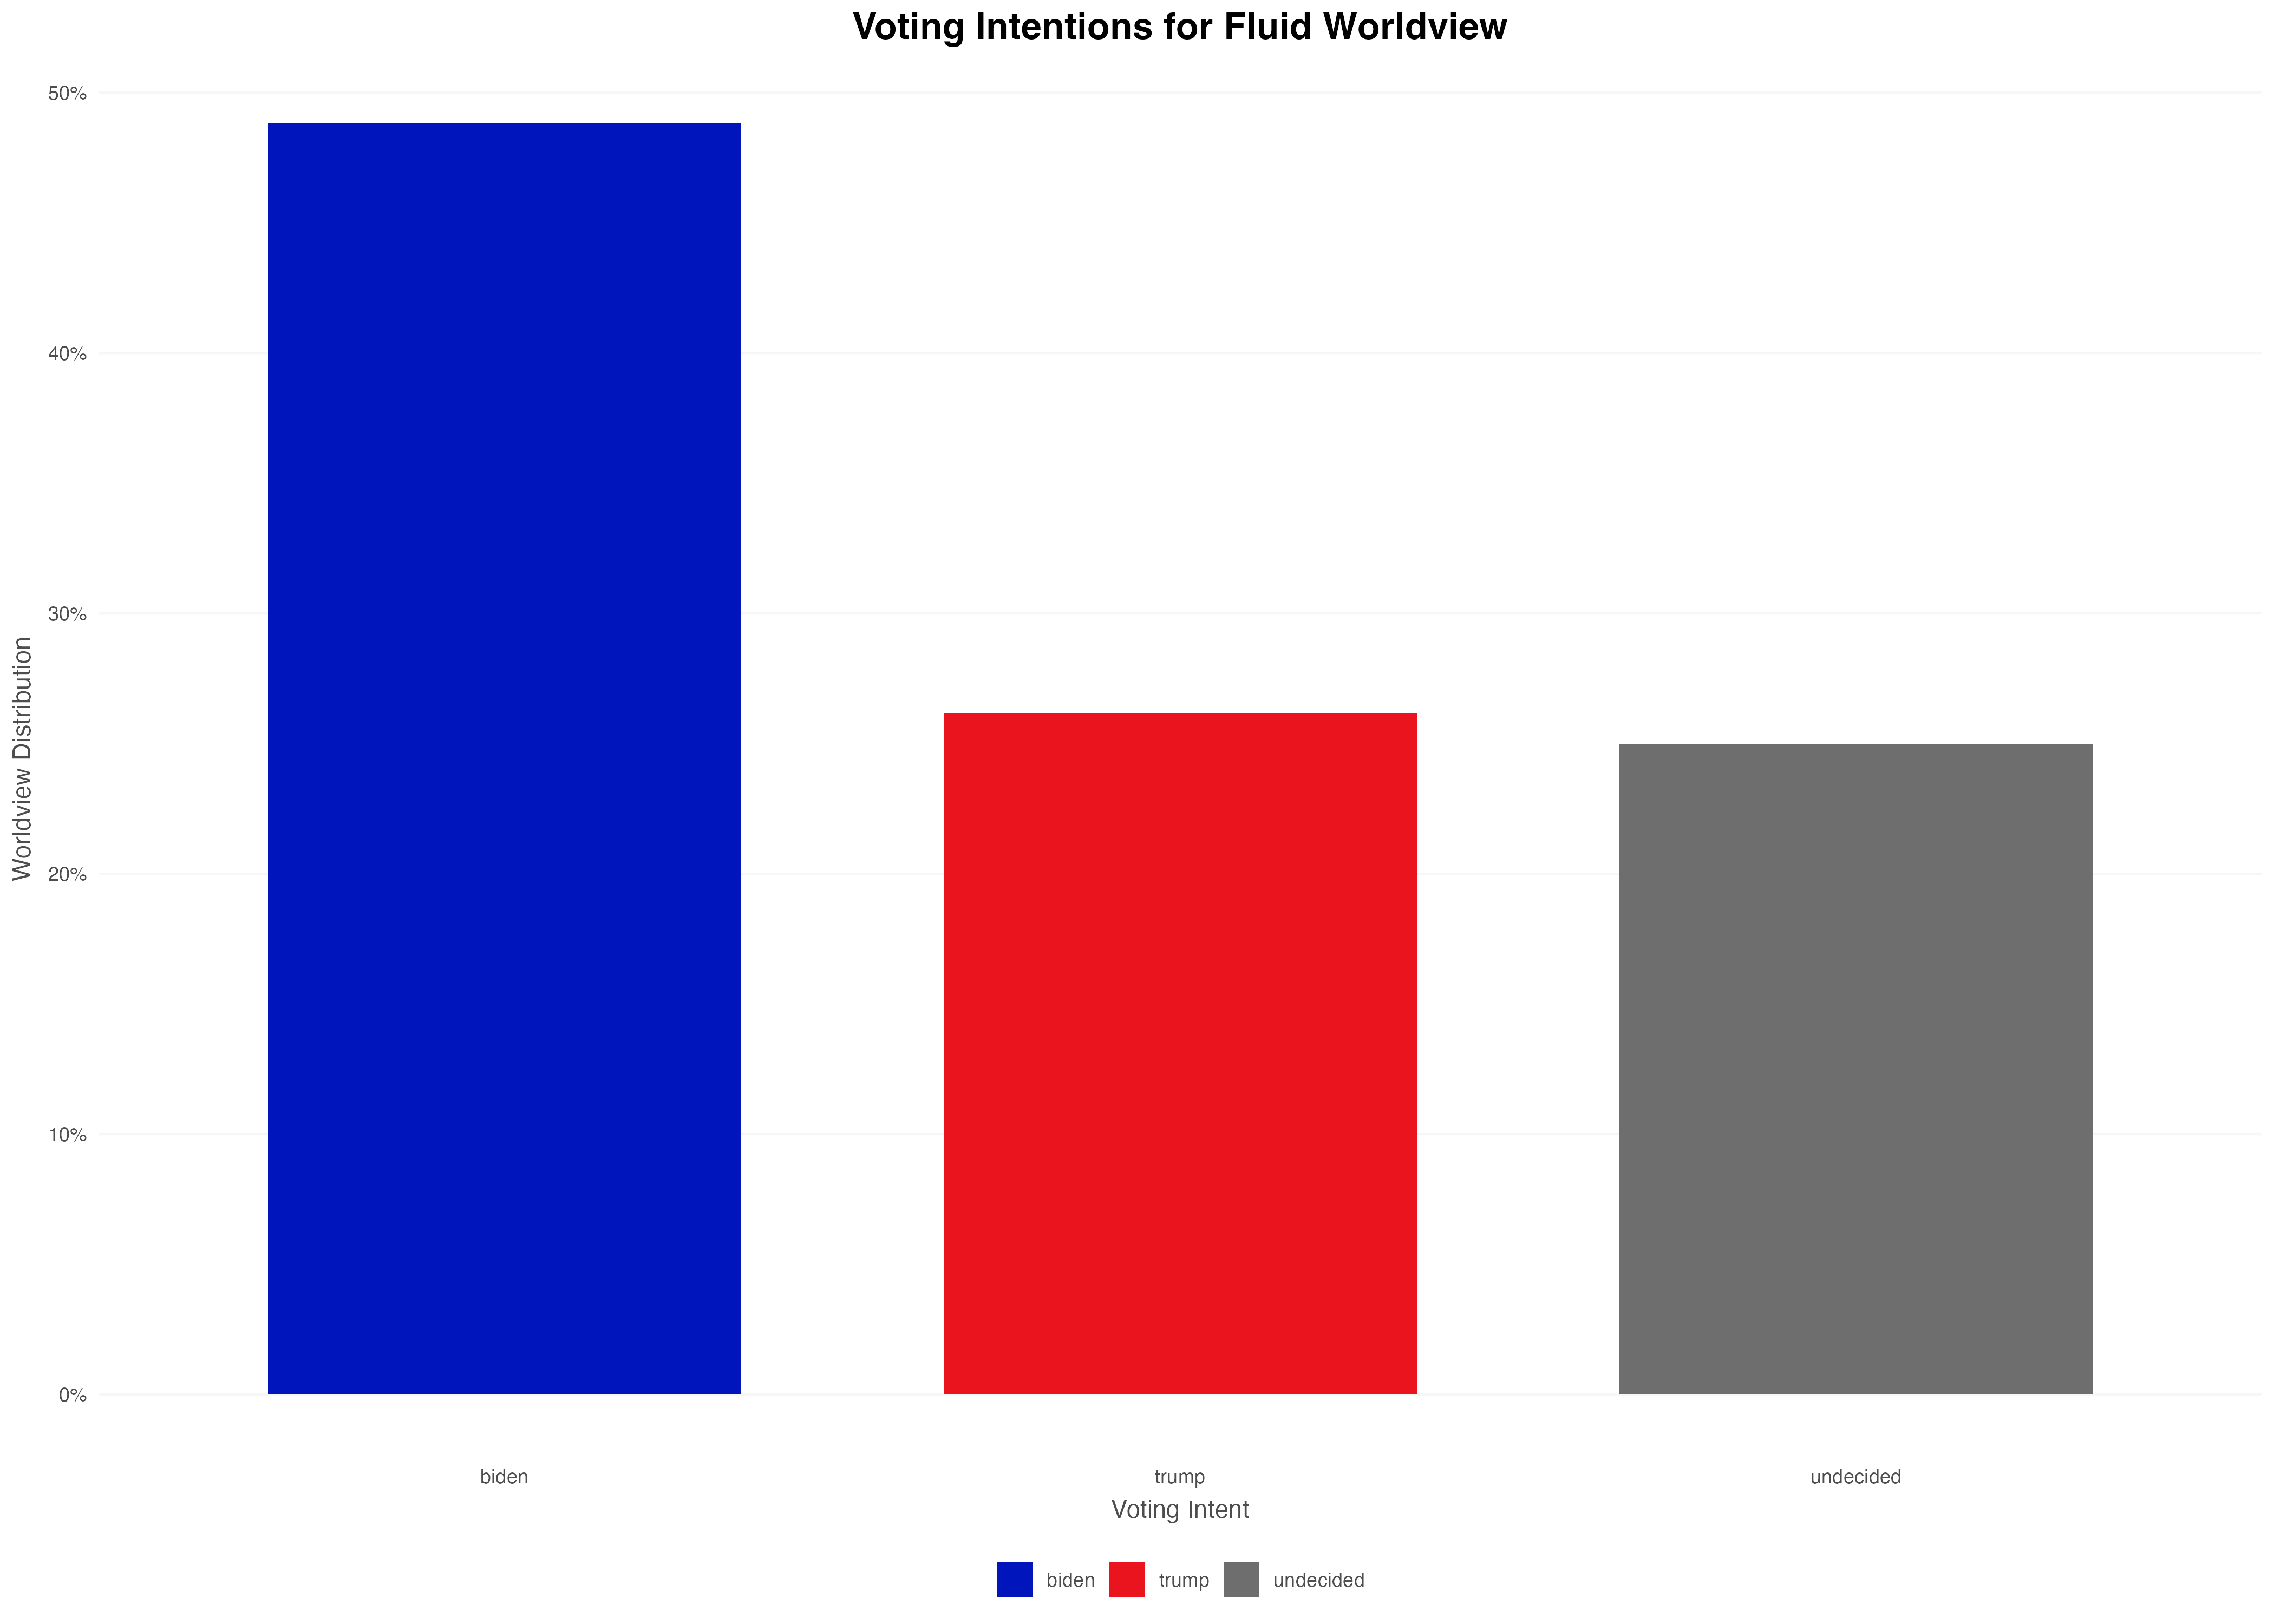 Voting Intentions for Fluid Worldview
50%
40%
30%
20%
10%
0%
Worldview Distribution
biden trump undecided
Voting Intent
biden trump undecided